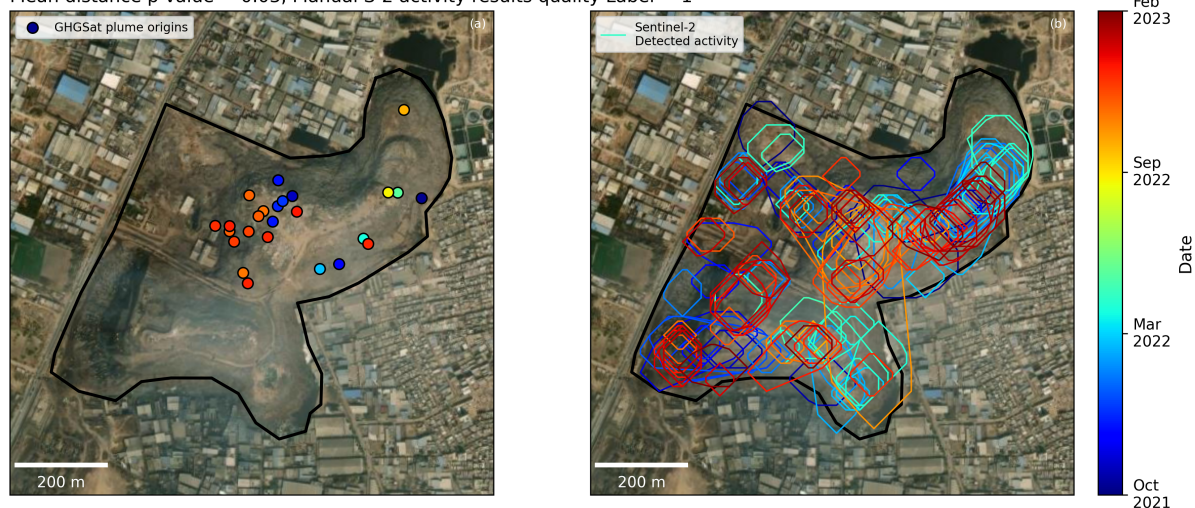 (a)
GHGSat plume origins
200 m
(b)
Sentinel-2
Detected activity
200 m
Feb
2023
Sep
2022
Mar
2022
Oct
2021
Date